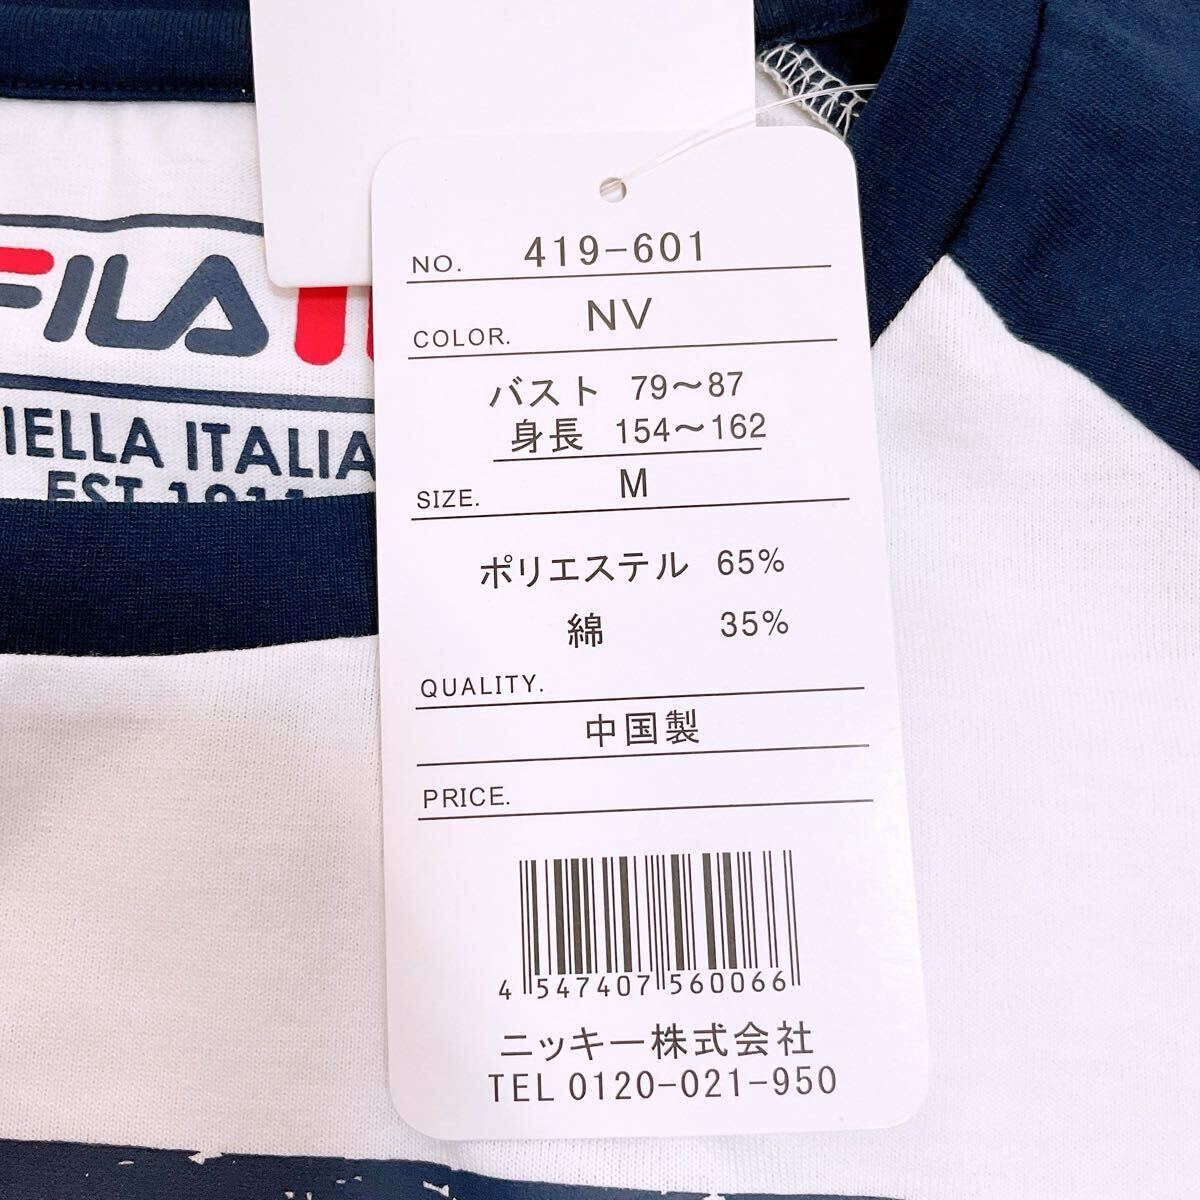 FILA
IELLA ITALIA
EST 1911
NO. 419-601
COLOR. NV
バスト 79～87
身長 154～162
SIZE. M
ポリエステル 65%
綿 35%
QUALITY.
中国製
PRICE.
4 547407 560066
ニッキー株式会社
TEL 0120-021-950